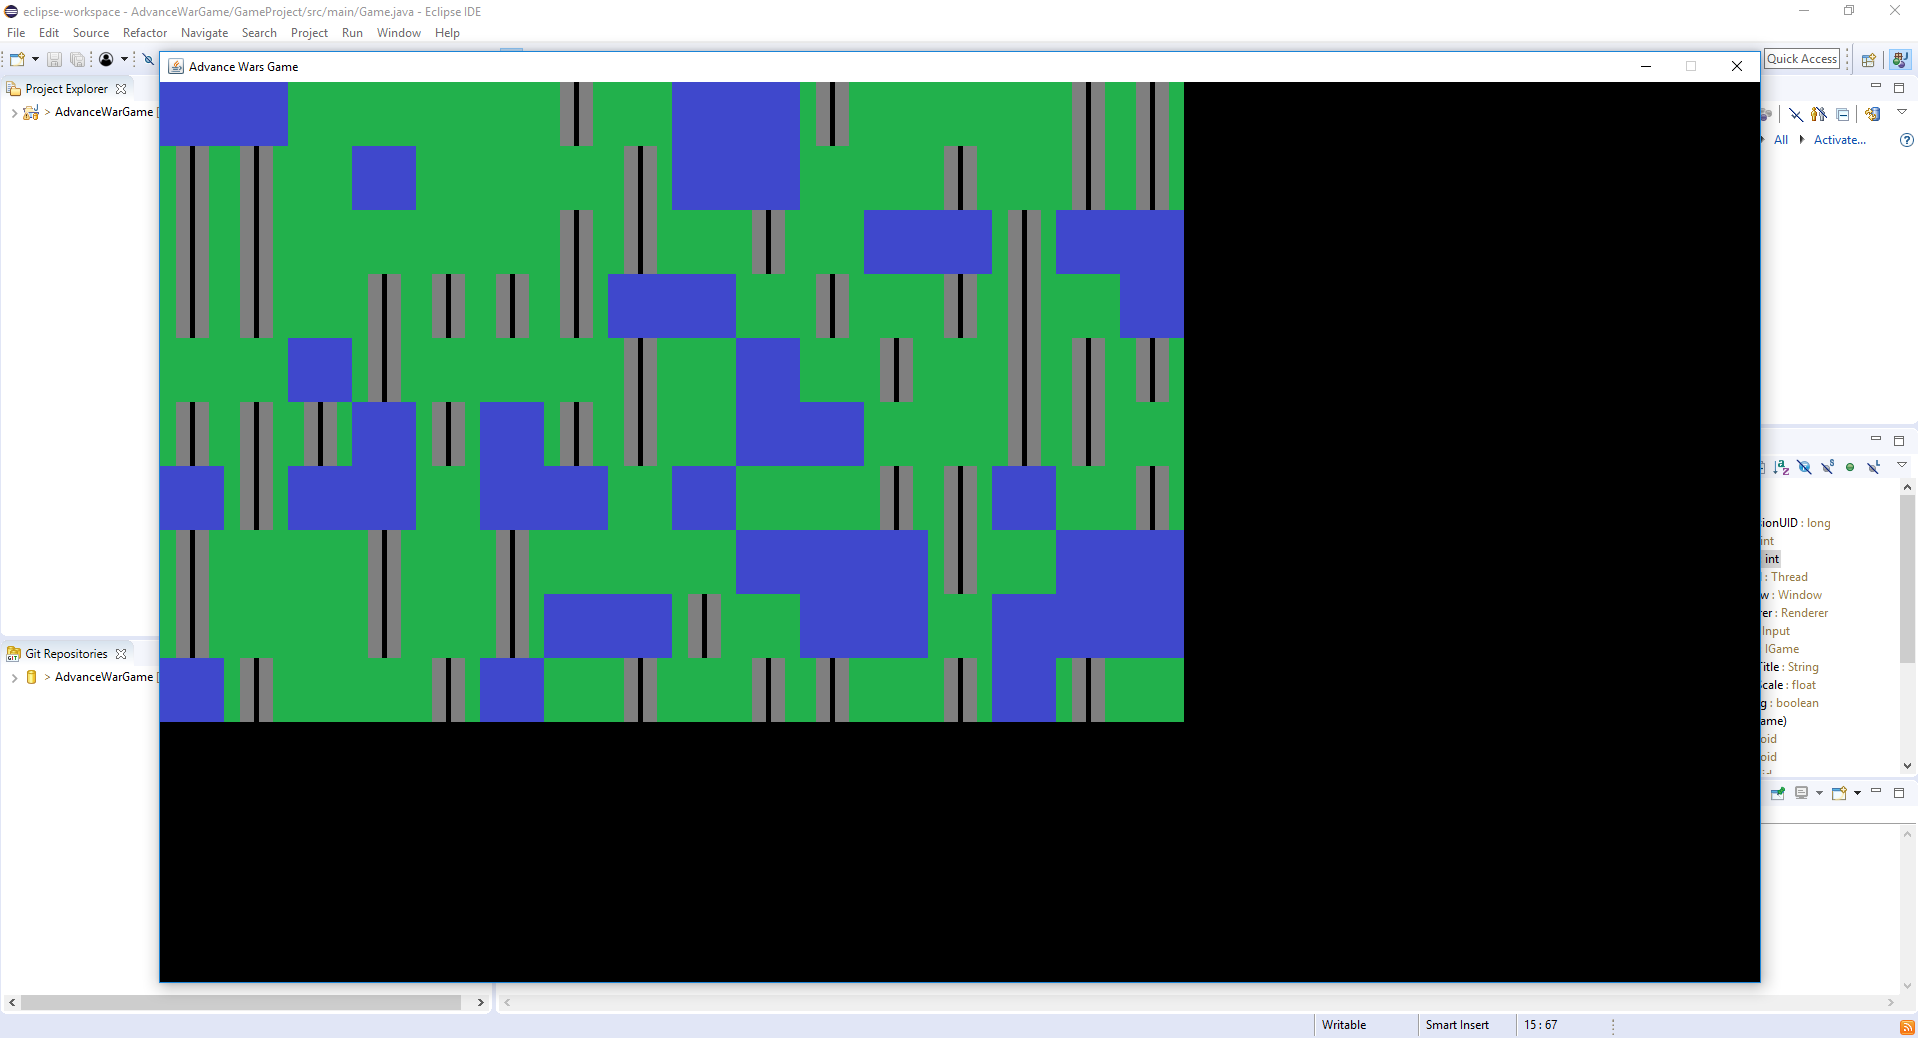 eclipse-workspace - AdvanceWarGame/GameProject/src/main/Game.java - Eclipse IDE
File Edit Source Refactor Navigate Search Project Run Window Help
Quick Access
Advance Wars Game
Project Explorer
> AdvanceWarGame [
All Activate...
ionUID : long
int
int
: Thread
w : Window
rer : Renderer
Input
IGame
Title : String
cale : float
g : boolean
ame)
oid
oid
Git Repositories
> AdvanceWarGame [
Writable Smart Insert 15 : 67